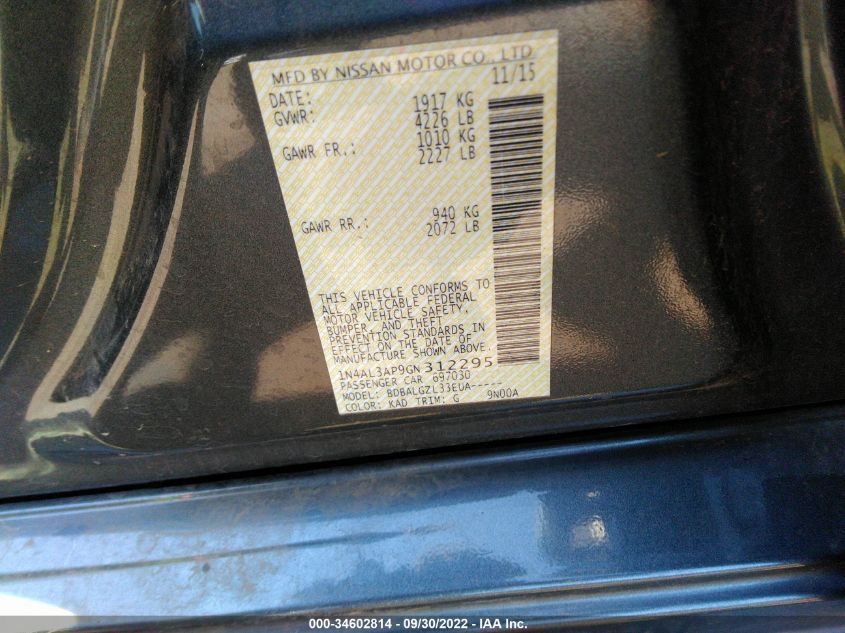 MFD BY NISSAN MOTOR CO., LTD
DATE: 11/15
GVWR: 1917 KG
4226 LB
GAWR FR.: 1010 KG
2227 LB
GAWR RR.: 940 KG
2072 LB
THIS VEHICLE CONFORMS TO
ALL APPLICABLE FEDERAL
MOTOR VEHICLE SAFETY,
BUMPER, AND THEFT
PREVENTION STANDARDS IN
EFFECT ON THE DATE OF
MANUFACTURE SHOWN ABOVE.
1N4AL3AP9GN312295
PASSENGER CAR 697030
MODEL: BDBALGZL33EUA-----
COLOR: KAD TRIM: G 9N00A
000-34602814 - 09/30/2022 - IAA Inc.